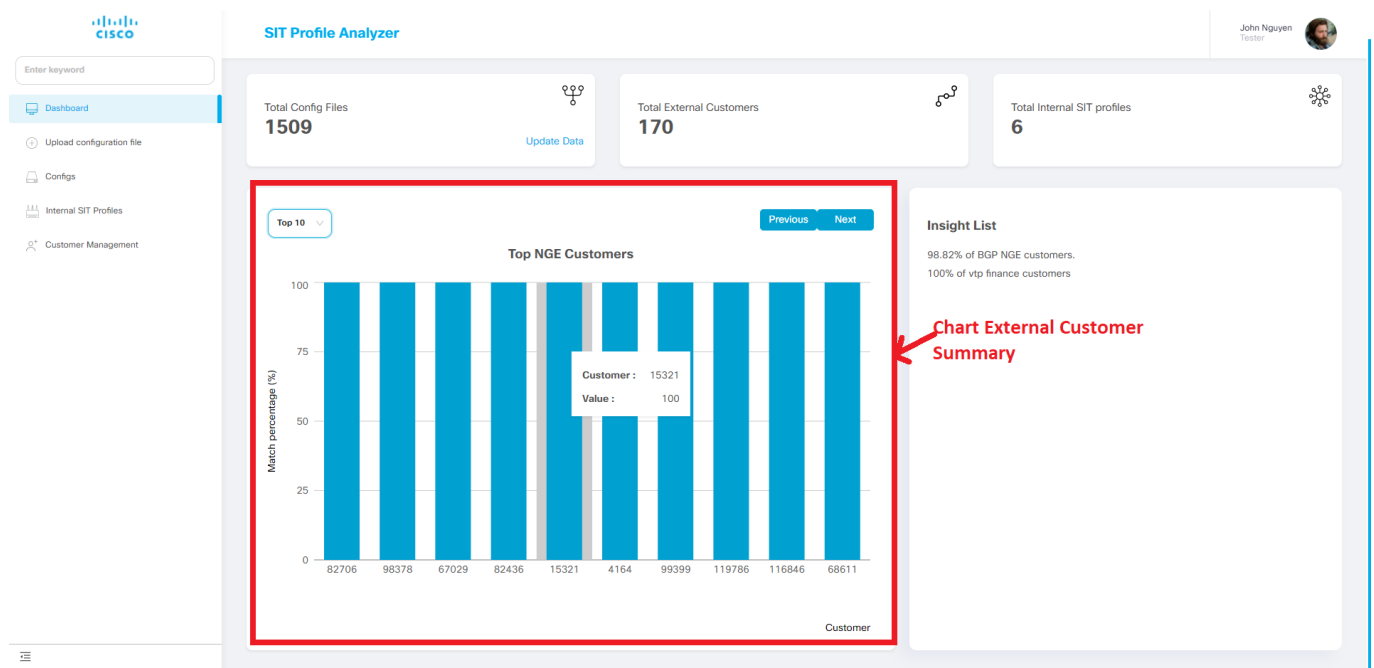 CISCO
SIT Profile Analyzer
John Nguyen
Tester
Enter keyword
Dashboard
Upload configuration file
Configs
Internal SIT Profiles
Customer Management
Total Config Files
1509
Update Data
Total External Customers
170
Total Internal SIT profiles
6
Top 10
Previous Next
Top NGE Customers
100
75
50
25
0
Match percentage (%)
Customer : 15321
Value : 100
82706 98378 67029 82436 15321 4164 99399 119786 116846 68611
Customer
Insight List
98.82% of BGP NGE customers.
100% of vtp finance customers
Chart External Customer
Summary